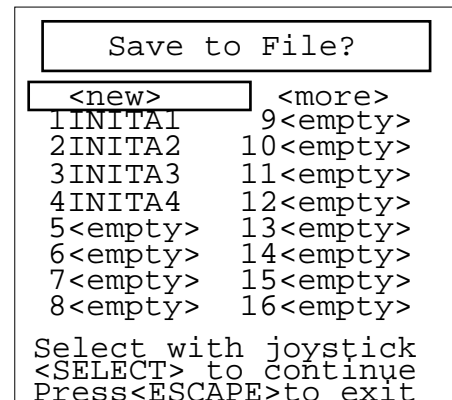 Save to File?
<new> <more>
1INITA1 9<empty>
2INITA2 10<empty>
3INITA3 11<empty>
4INITA4 12<empty>
5<empty> 13<empty>
6<empty> 14<empty>
7<empty> 15<empty>
8<empty> 16<empty>
Select with joystick
<SELECT> to continue
Press<ESCAPE>to exit